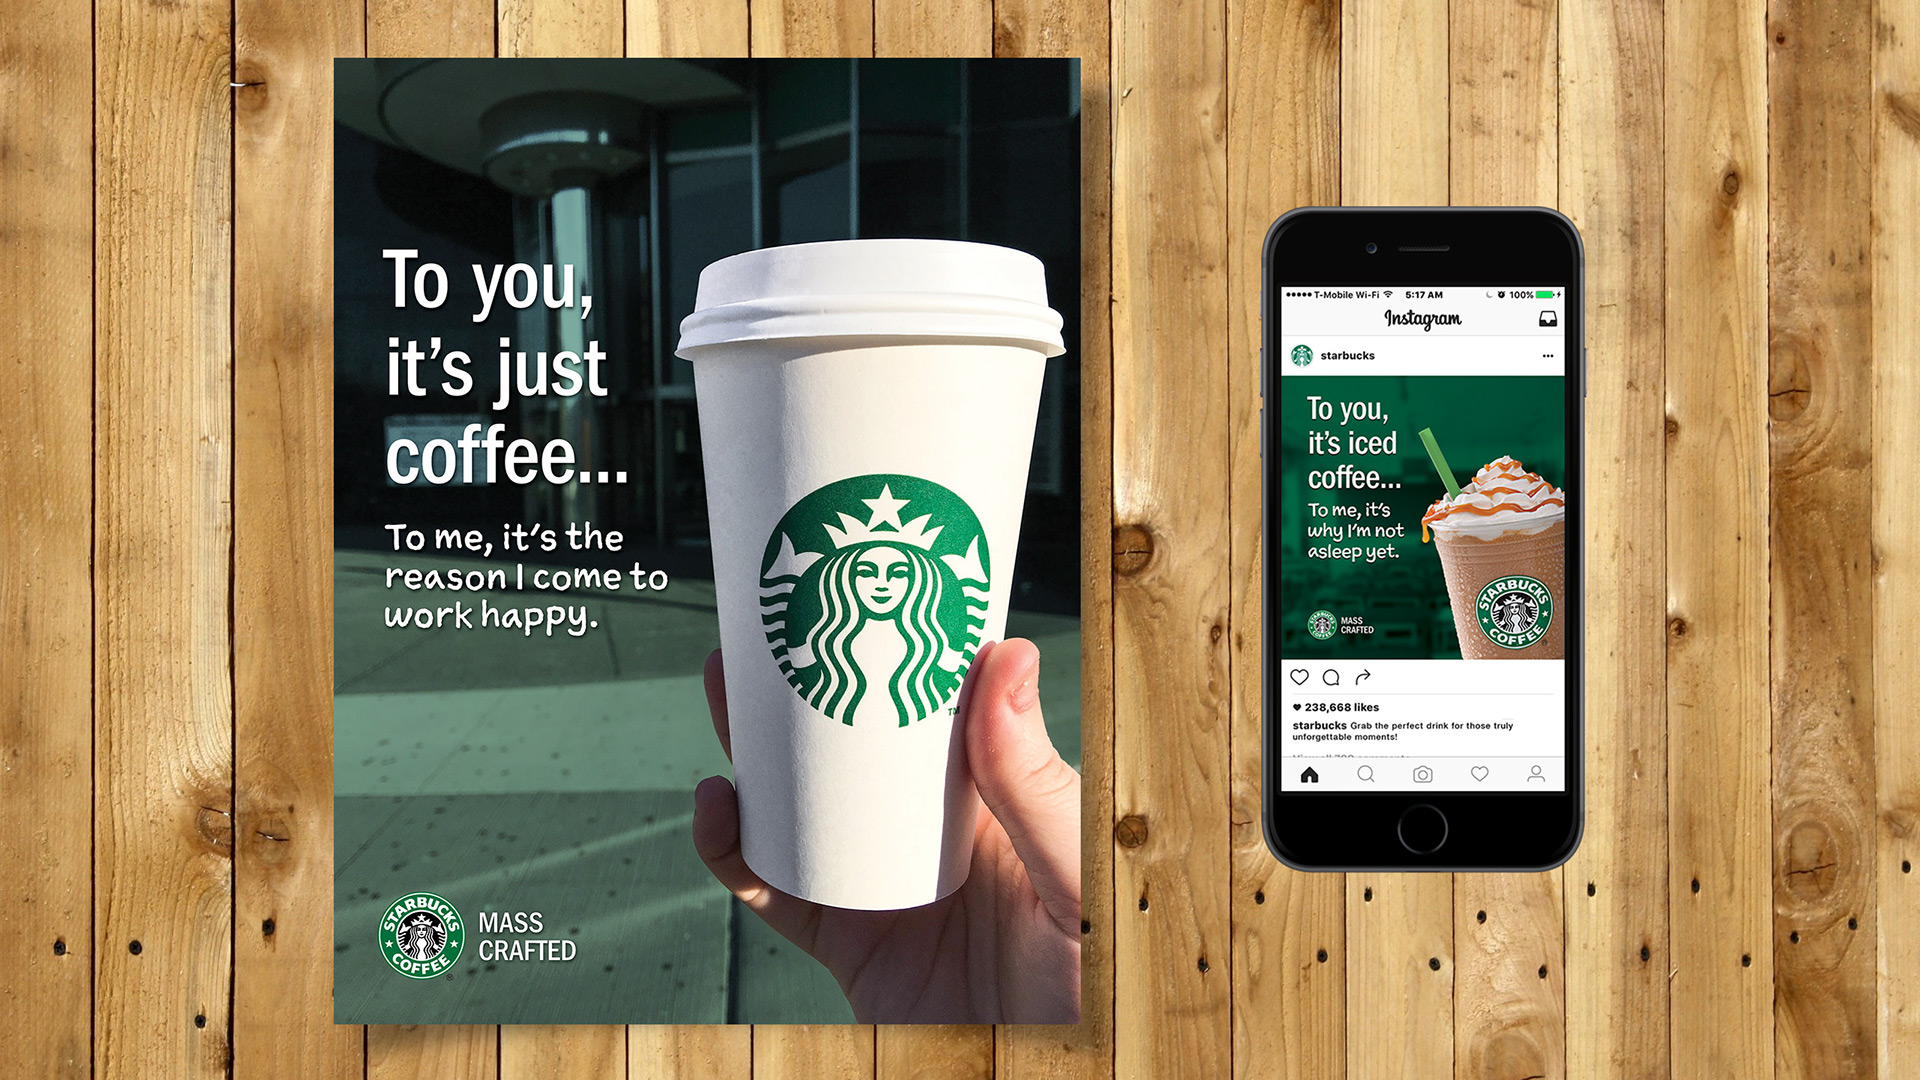 To you,
it's just
coffee...
To me, it's the
reason I come to
work happy.
TM
STARBUCKS
COFFEE
®
MASS
CRAFTED
T-Mobile Wi-Fi 5:17 AM 100%
Instagram
starbucks
To you,
it's iced
coffee...
To me, it's
why I'm not
asleep yet.
STARBUCKS
COFFEE
STARBUCKS
COFFEE
MASS
CRAFTED
238,668 likes
starbucks Grab the perfect drink for those truly
unforgettable moments!